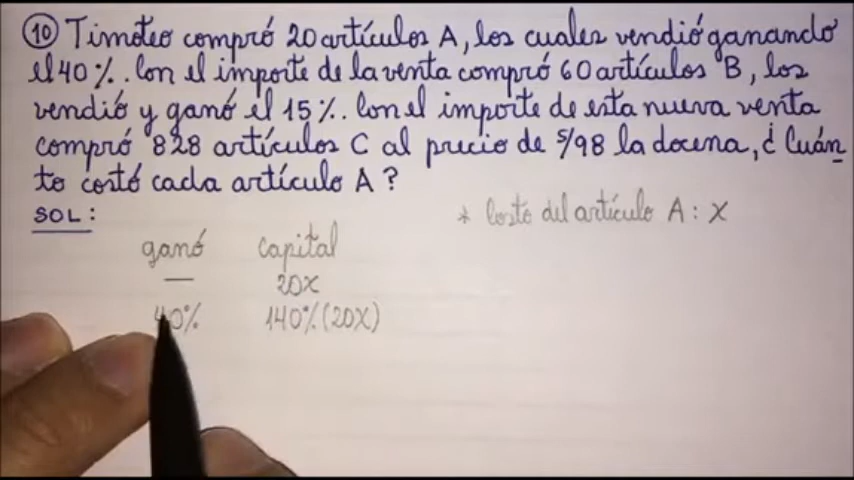 10 Timoteo compró 20 artículos A, los cuales vendió ganando
el 40%. Con el importe de la venta compró 60 artículos B, los
vendió y ganó el 15%. Con el importe de esta nueva venta
compró 828 artículos C al precio de S/98 la docena, ¿Cuán_
to costó cada artículo A?
SOL:
* Costo del artículo A: X
ganó capital
— 20X
40% 140%(20X)